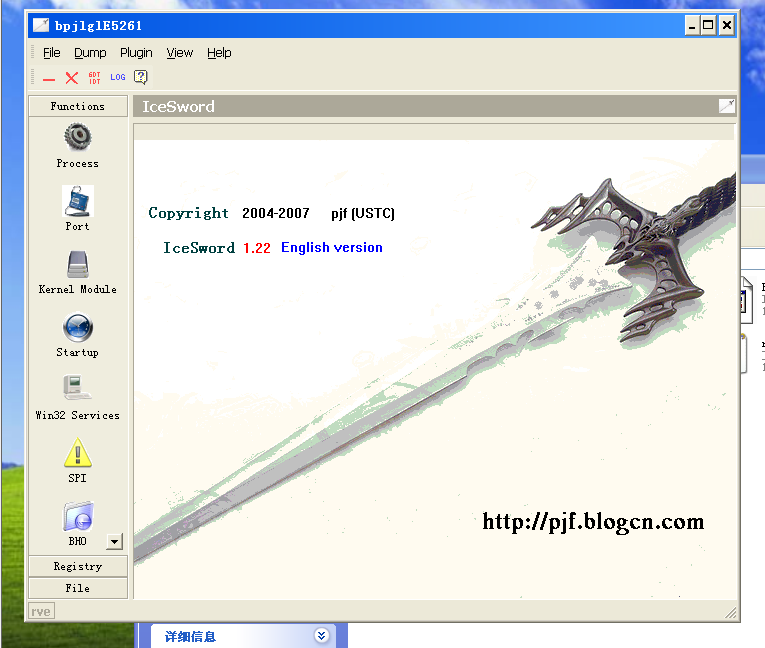 bpjlglE5261
File Dump Plugin View Help
GDT
IDT
LOG
Functions
IceSword
Process
Port
Kernel Module
Startup
Win32 Services
SPI
BHO
Registry
File
Copyright 2004-2007 pjf (USTC)
IceSword 1.22 English version
http://pjf.blogcn.com
rve
详细信息